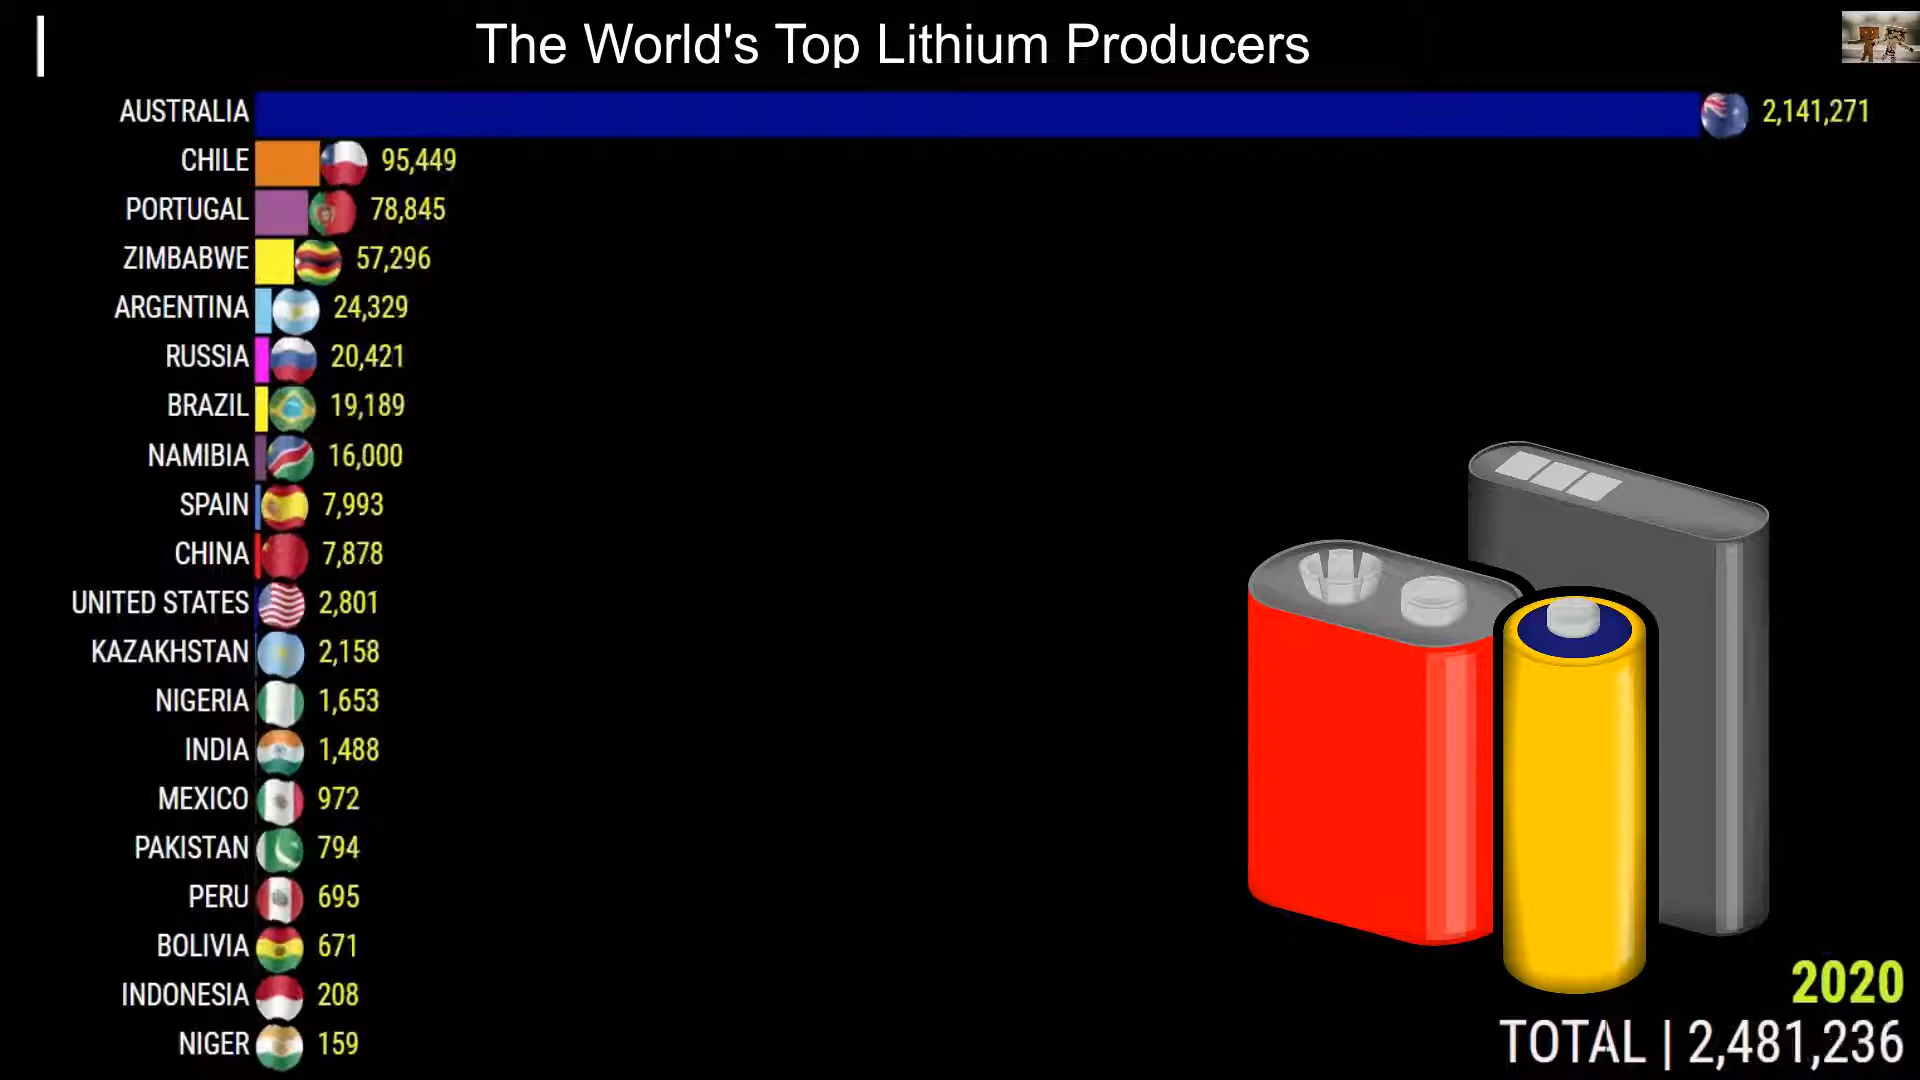 The World's Top Lithium Producers
AUSTRALIA 2,141,271
CHILE 95,449
PORTUGAL 78,845
ZIMBABWE 57,296
ARGENTINA 24,329
RUSSIA 20,421
BRAZIL 19,189
NAMIBIA 16,000
SPAIN 7,993
CHINA 7,878
UNITED STATES 2,801
KAZAKHSTAN 2,158
NIGERIA 1,653
INDIA 1,488
MEXICO 972
PAKISTAN 794
PERU 695
BOLIVIA 671
INDONESIA 208
NIGER 159
2020
TOTAL | 2,481,236